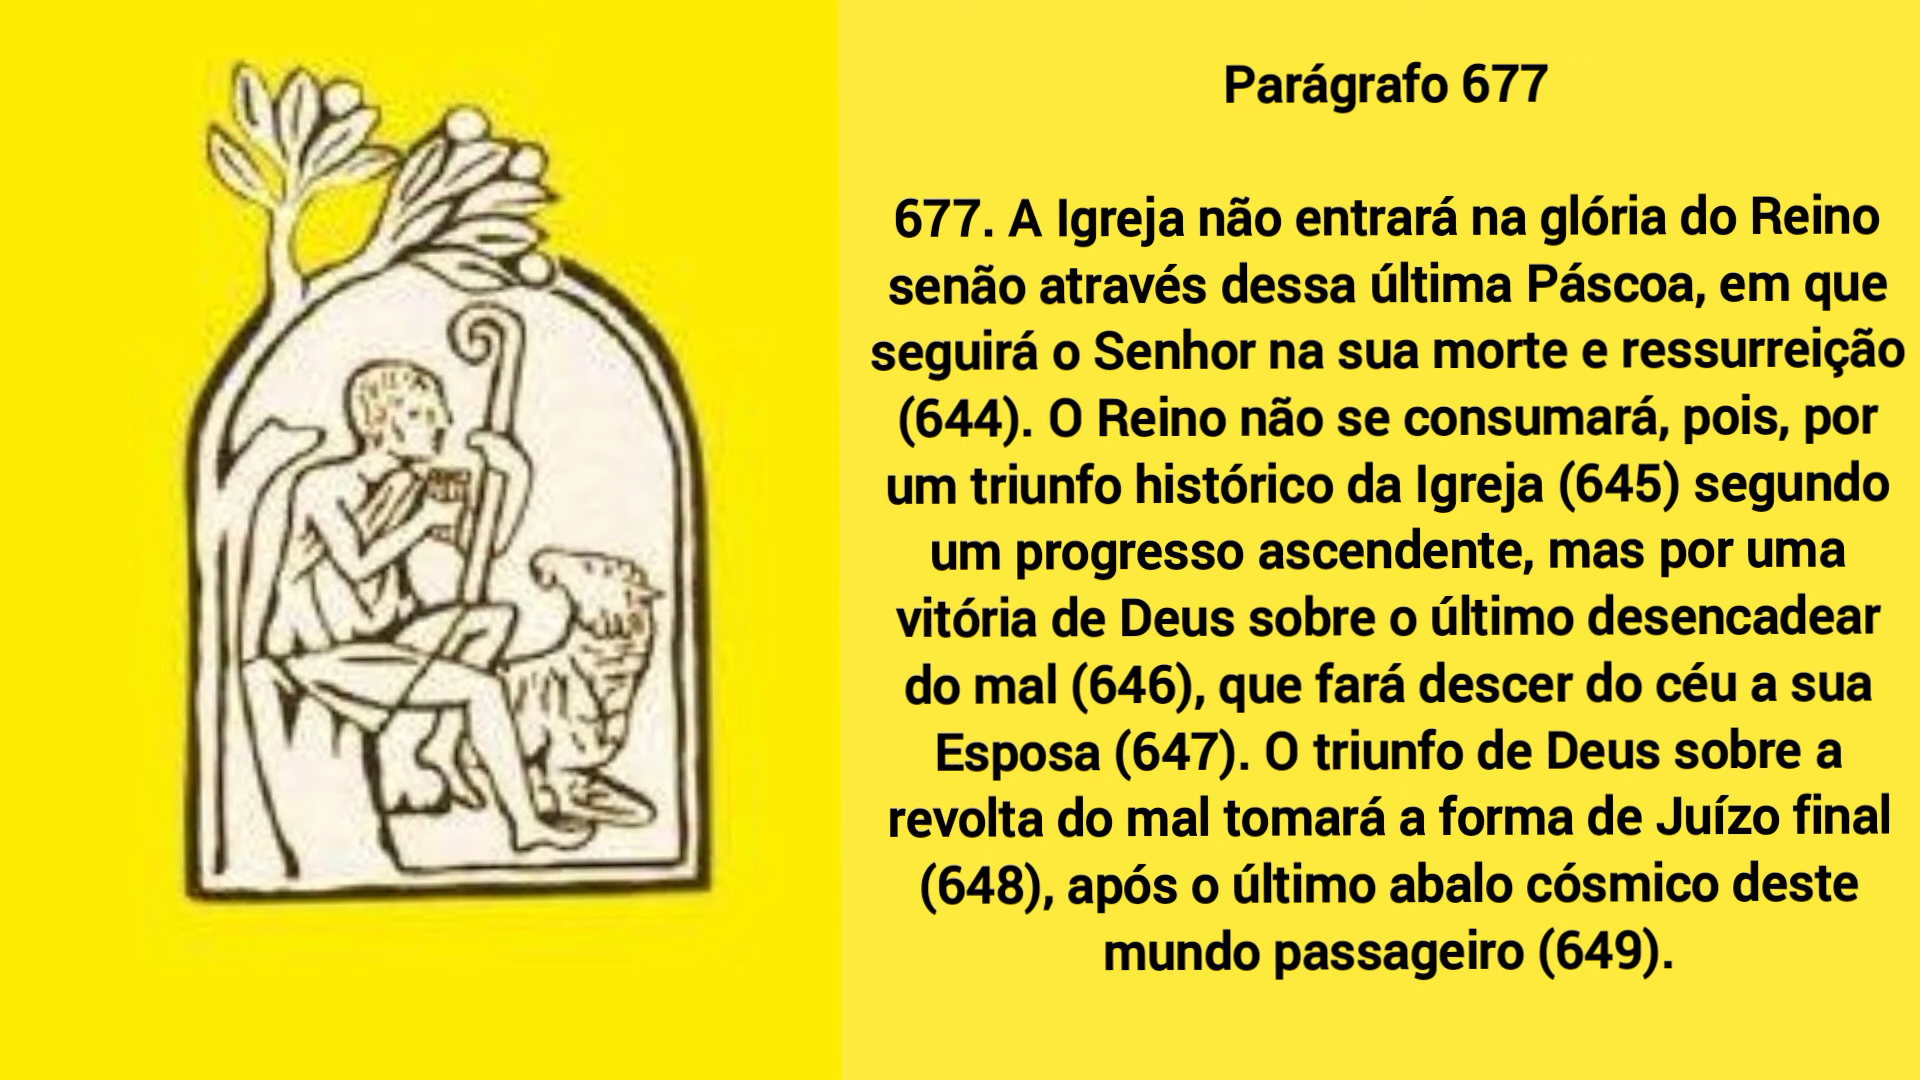 Parágrafo 677
677. A Igreja não entrará na glória do Reino
senão através dessa última Páscoa, em que
seguirá o Senhor na sua morte e ressurreição
(644). O Reino não se consumará, pois, por
um triunfo histórico da Igreja (645) segundo
um progresso ascendente, mas por uma
vitória de Deus sobre o último desencadear
do mal (646), que fará descer do céu a sua
Esposa (647). O triunfo de Deus sobre a
revolta do mal tomará a forma de Juízo final
(648), após o último abalo cósmico deste
mundo passageiro (649).